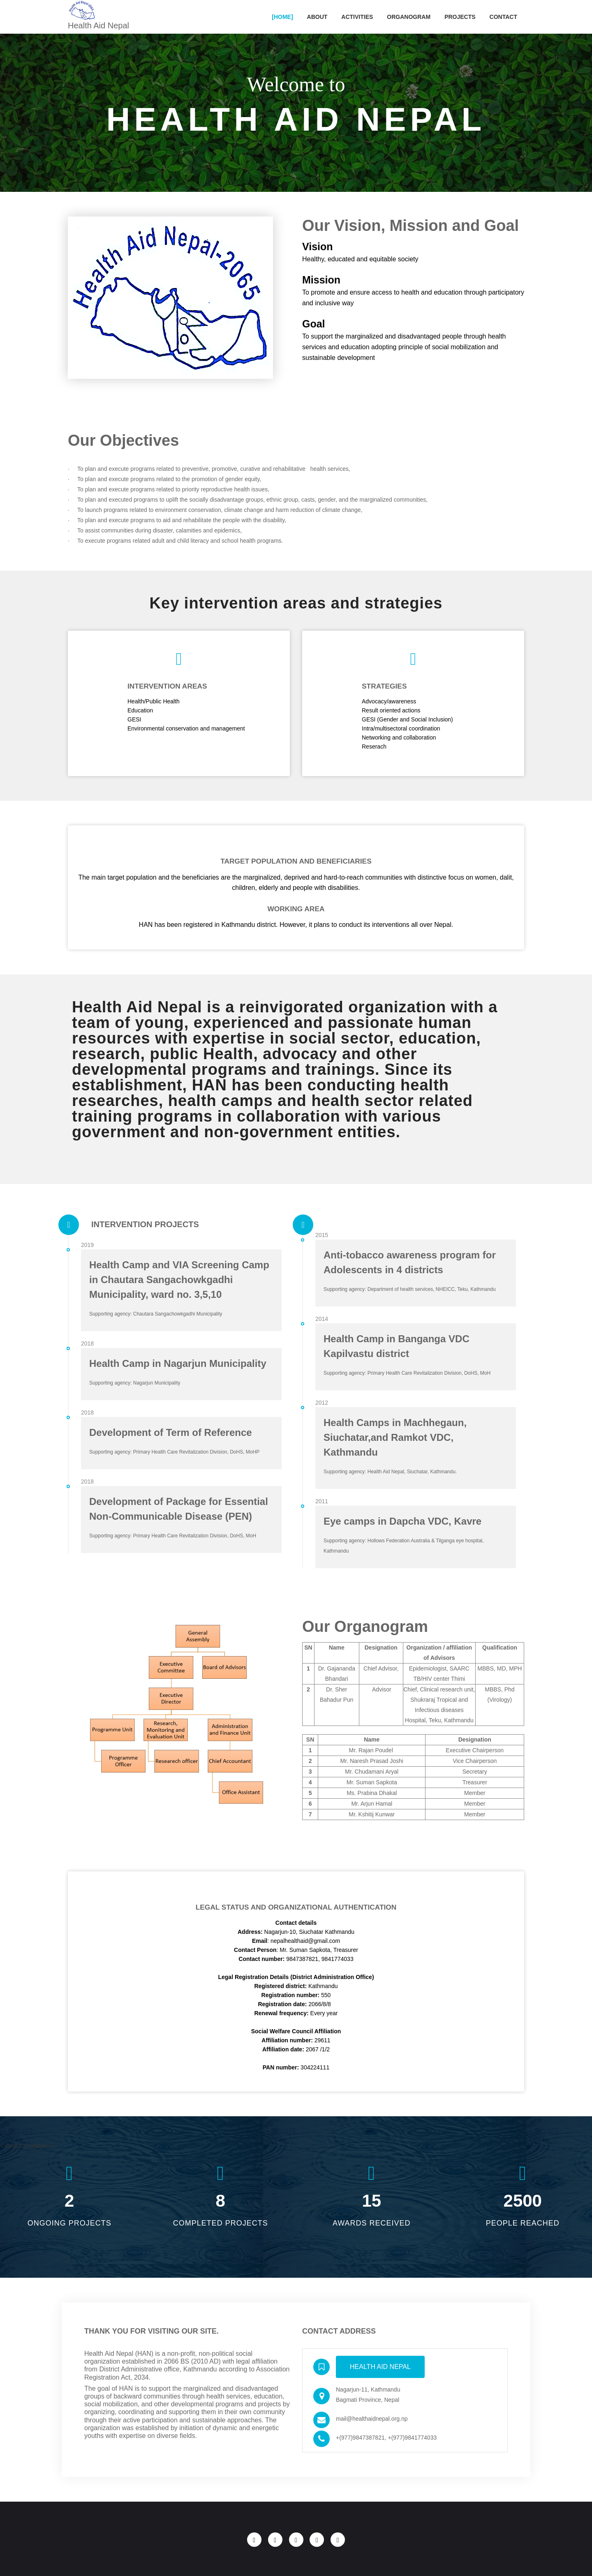 Health Aid Nepal
[HOME]
ABOUT
ACTIVITIES
ORGANOGRAM
PROJECTS
CONTACT
Welcome to
HEALTH AID NEPAL
Health Aid Nepal-2065
Our Vision, Mission and Goal
Vision
Healthy, educated and equitable society
Mission
To promote and ensure access to health and education through participatory
and inclusive way
Goal
To support the marginalized and disadvantaged people through health
services and education adopting principle of social mobilization and
sustainable development
Our Objectives
· To plan and execute programs related to preventive, promotive, curative and rehabilitative health services,
· To plan and execute programs related to the promotion of gender equity,
· To plan and execute programs related to priority reproductive health issues,
· To plan and executed programs to uplift the socially disadvantage groups, ethnic group, casts, gender, and the marginalized communities,
· To launch programs related to environment conservation, climate change and harm reduction of climate change,
· To plan and execute programs to aid and rehabilitate the people with the disability,
· To assist communities during disaster, calamities and epidemics,
· To execute programs related adult and child literacy and school health programs.
Key intervention areas and strategies
INTERVENTION AREAS
Health/Public Health
Education
GESI
Environmental conservation and management
STRATEGIES
Advocacy/awareness
Result oriented actions
GESI (Gender and Social Inclusion)
Intra/multisectoral coordination
Networking and collaboration
Reserach
TARGET POPULATION AND BENEFICIARIES
The main target population and the beneficiaries are the marginalized, deprived and hard-to-reach communities with distinctive focus on women, dalit,
children, elderly and people with disabilities.
WORKING AREA
HAN has been registered in Kathmandu district. However, it plans to conduct its interventions all over Nepal.
Health Aid Nepal is a reinvigorated organization with a
team of young, experienced and passionate human
resources with expertise in social sector, education,
research, public Health, advocacy and other
developmental programs and trainings. Since its
establishment, HAN has been conducting health
researches, health camps and health sector related
training programs in collaboration with various
government and non-government entities.
INTERVENTION PROJECTS
2019
Health Camp and VIA Screening Camp
in Chautara Sangachowkgadhi
Municipality, ward no. 3,5,10
Supporting agency: Chautara Sangachowkgadhi Municipality
2018
Health Camp in Nagarjun Municipality
Supporting agency: Nagarjun Municipality
2018
Development of Term of Reference
Supporting agency: Primary Health Care Revitalization Division, DoHS, MoHP
2018
Development of Package for Essential
Non-Communicable Disease (PEN)
Supporting agency: Primary Health Care Revitalization Division, DoHS, MoH
2015
Anti-tobacco awareness program for
Adolescents in 4 districts
Supporting agency: Department of health services, NHEICC, Teku, Kathmandu
2014
Health Camp in Banganga VDC
Kapilvastu district
Supporting agency: Primary Health Care Revitalization Division, DoHS, MoH
2012
Health Camps in Machhegaun,
Siuchatar,and Ramkot VDC,
Kathmandu
Supporting agency: Health Aid Nepal. Siuchatar, Kathmandu.
2011
Eye camps in Dapcha VDC, Kavre
Supporting agency: Hollows Federation Australia & Tilganga eye hospital,
Kathmandu
General
Assembly
Executive
Committee
Board of Advisors
Executive
Director
Programme Unit
Research,
Monitoring and
Evaluation Unit
Administration
and Finance Unit
Programme
Officer
Researech officer
Chief Accountant
Office Assistant
Our Organogram
SN Name Designation Organization / affiliation Qualification
of Advisors
1 Dr. Gajananda Chief Advisor, Epidemiologist, SAARC MBBS, MD, MPH
Bhandari TB/HIV center Thimi
2 Dr. Sher Advisor Chief, Clinical research unit, MBBS, Phd
Bahadur Pun Shukraraj Tropical and (Virology)
Infectious diseases
Hospital, Teku, Kathmandu
SN Name Designation
1 Mr. Rajan Poudel Executive Chairperson
2 Mr. Naresh Prasad Joshi Vice Chairperson
3 Mr. Chudamani Aryal Secretary
4 Mr. Suman Sapkota Treasurer
5 Ms. Prabina Dhakal Member
6 Mr. Arjun Hamal Member
7 Mr. Kshitij Kunwar Member
LEGAL STATUS AND ORGANIZATIONAL AUTHENTICATION
Contact details
Address: Nagarjun-10, Siuchatar Kathmandu
Email: nepalhealthaid@gmail.com
Contact Person: Mr. Suman Sapkota, Treasurer
Contact number: 9847387821, 9841774033
Legal Registration Details (District Administration Office)
Registered district: Kathmandu
Registration number: 550
Registration date: 2066/8/8
Renewal frequency: Every year
Social Welfare Council Affiliation
Affiliation number: 29611
Affiliation date: 2067 /1/2
PAN number: 304224111
2
ONGOING PROJECTS
8
COMPLETED PROJECTS
15
AWARDS RECEIVED
2500
PEOPLE REACHED
THANK YOU FOR VISITING OUR SITE.
Health Aid Nepal (HAN) is a non-profit, non-political social
organization established in 2066 BS (2010 AD) with legal affiliation
from District Administrative office, Kathmandu according to Association
Registration Act, 2034.
The goal of HAN is to support the marginalized and disadvantaged
groups of backward communities through health services, education,
social mobilization, and other developmental programs and projects by
organizing, coordinating and supporting them in their own community
through their active participation and sustainable approaches. The
organization was established by initiation of dynamic and energetic
youths with expertise on diverse fields.
CONTACT ADDRESS
HEALTH AID NEPAL
Nagarjun-11, Kathmandu
Bagmati Province, Nepal
mail@healthaidnepal.org.np
+(977)9847387821, +(977)9841774033